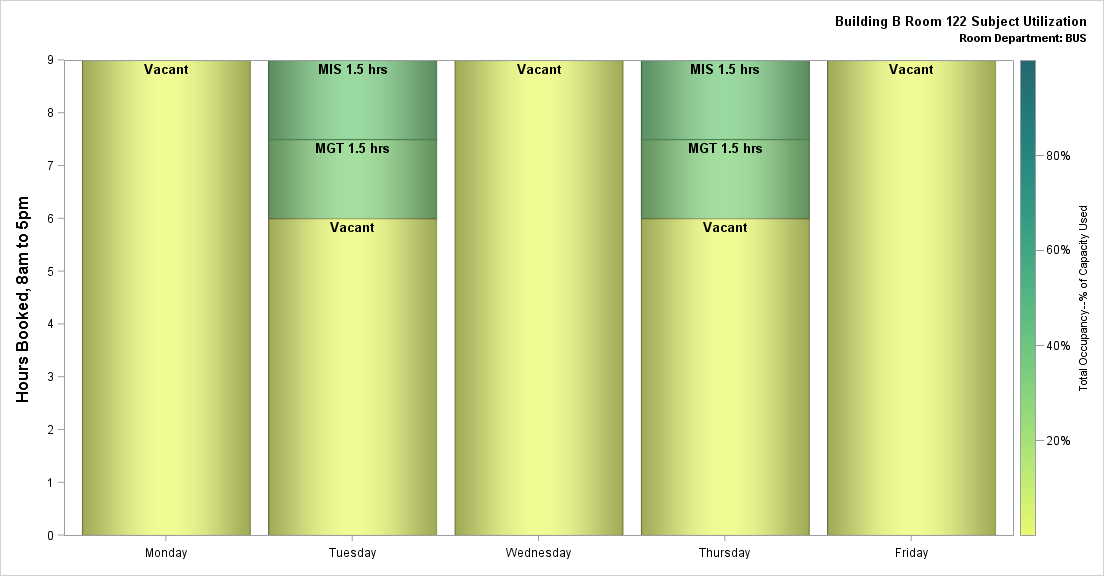 Building B Room 122 Subject Utilization
Room Department: BUS
Hours Booked, 8am to 5pm
9
8
7
6
5
4
3
2
1
0
Vacant
MIS 1.5 hrs
MGT 1.5 hrs
Vacant
Vacant
MIS 1.5 hrs
MGT 1.5 hrs
Vacant
Vacant
Monday
Tuesday
Wednesday
Thursday
Friday
80%
60%
40%
20%
Total Occupancy--% of Capacity Used